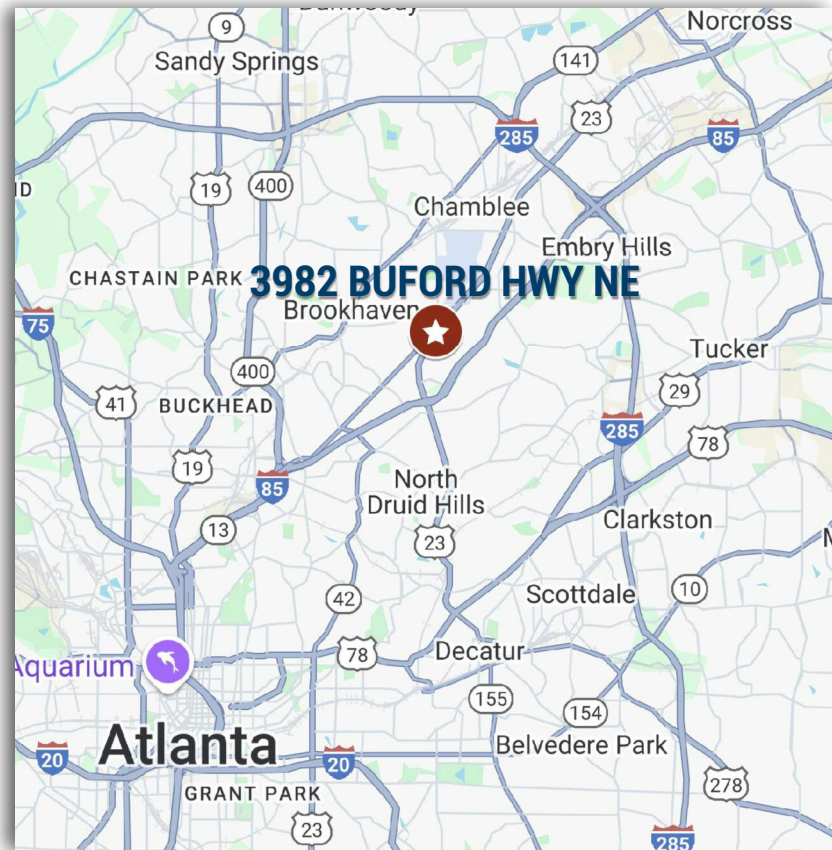 Norcross
9
Sandy Springs
141
23
285
85
19
400
Chamblee
Embry Hills
CHASTAIN PARK
3982 BUFORD HWY NE
Brookhaven
75
Tucker
400
29
41
BUCKHEAD
285
78
19
85
North
Druid Hills
Clarkston
13
23
Scottdale
10
42
78
Decatur
Aquarium
155
154
Atlanta
Belvedere Park
20
20
278
GRANT PARK
23
285